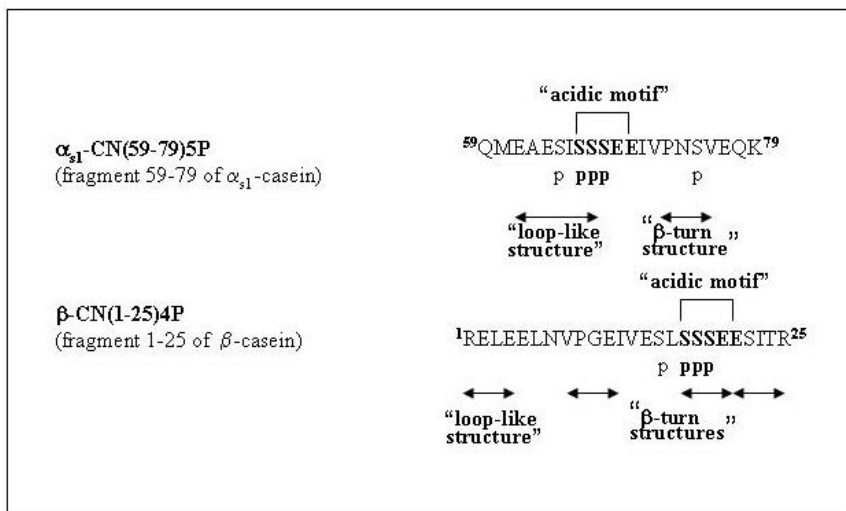 “acidic motif”
αs1-CN(59-79)5P
59QMEAESISSSEEIVPNSVEQK79
(fragment 59-79 of αs1-casein)
p ppp p
“loop-like structure”
“β-turn structure”
“acidic motif”
β-CN(1-25)4P
1RELEELNVPGEIVESLSSSEESITR25
(fragment 1-25 of β-casein)
p ppp
“loop-like structure”
“β-turn structures”